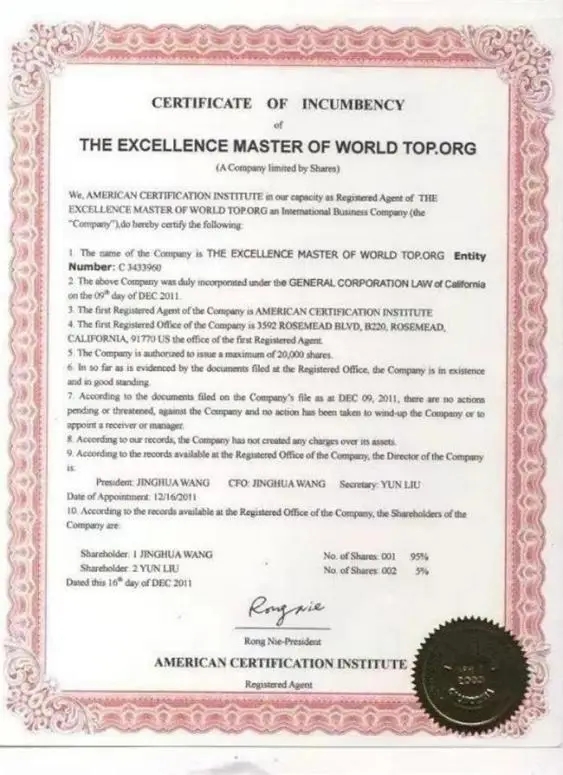 CERTIFICATE OF INCUMBENCY
of
THE EXCELLENCE MASTER OF WORLD TOP.ORG
(A Company limited by Shares)
We, AMERICAN CERTIFICATION INSTITUTE in our capacity as Registered Agent of THE
EXCELLENCE MASTER OF WORLD TOP.ORG an International Business Company (the
"Company"),do hereby certify the following:
1. The name of the Company is THE EXCELLENCE MASTER OF WORLD TOP.ORG Entity
Number: C 3433960
2. The above Company was duly incorporated under the GENERAL CORPORATION LAW of California
on the 09th day of DEC 2011.
3. The first Registered Agent of the Company is AMERICAN CERTIFICATION INSTITUTE
4. The first Registered Office of the Company is 3592 ROSEMEAD BLVD, B220, ROSEMEAD,
CALIFORNIA, 91770 US the office of the first Registered Agent.
5. The Company is authorized to issue a maximum of 20,000 shares.
6. In so far as is evidenced by the documents filed at the Registered Office, the Company is in existence
and in good standing.
7. According to the documents filed on the Company's file as at DEC 09, 2011, there are no actions
pending or threatened, against the Company and no action has been taken to wind-up the Company or to
appoint a receiver or manager.
8. According to our records, the Company has not created any charges over its assets.
9. According to the records available at the Registered Office of the Company, the Director of the Company
is:
President: JINGHUA WANG CFO: JINGHUA WANG Secretary: YUN LIU
Date of Appointment: 12/16/2011
10. According to the records available at the Registered Office of the Company, the Shareholders of the
Company are:
Shareholder: 1 JINGHUA WANG No. of Shares: 001 95%
Shareholder: 2 YUN LIU No. of Shares: 002 5%
Dated this 16th day of DEC 2011
Rong nie
Rong Nie-President
AMERICAN CERTIFICATION INSTITUTE
Registered Agent